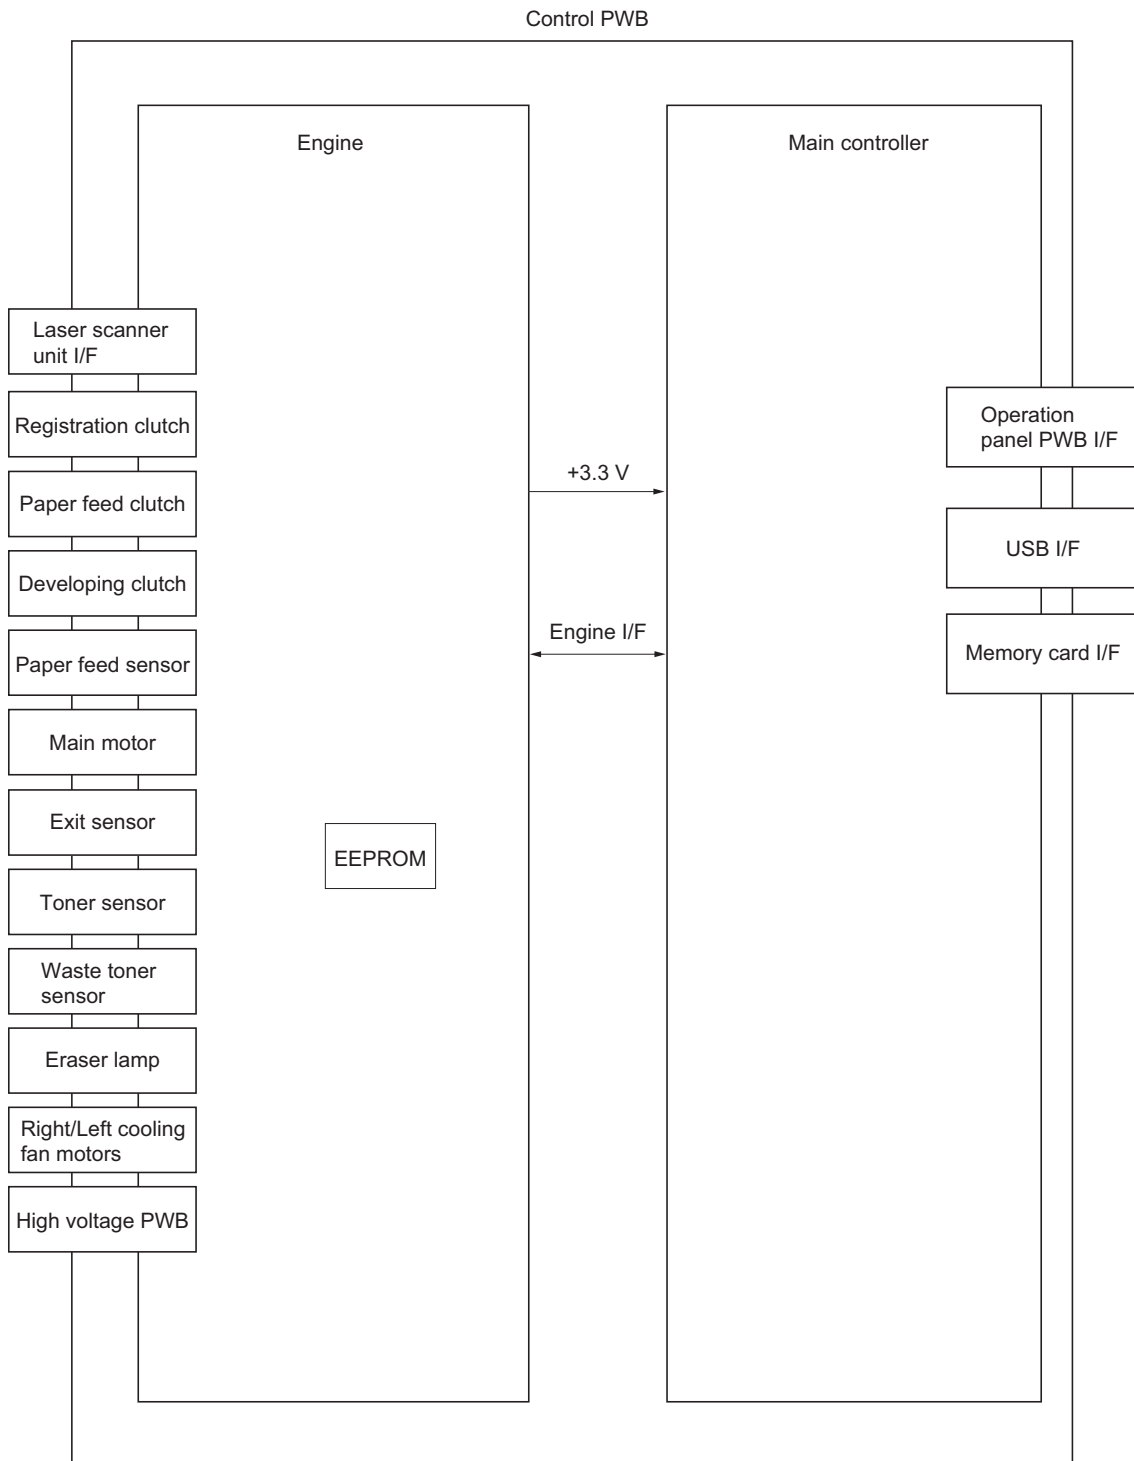 Control PWB
Engine
Main controller
Laser scanner
unit I/F
Registration clutch
Paper feed clutch
Developing clutch
Paper feed sensor
Main motor
Exit sensor
Toner sensor
Waste toner
sensor
Eraser lamp
Right/Left cooling
fan motors
High voltage PWB
EEPROM
+3.3 V
Engine I/F
Operation
panel PWB I/F
USB I/F
Memory card I/F